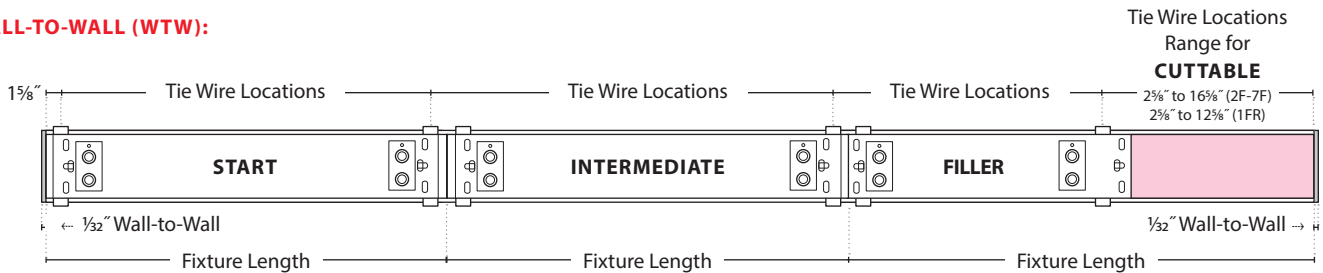 LL-TO-WALL (WTW):
Tie Wire Locations
Range for
CUTTABLE
1⅝″
Tie Wire Locations
Tie Wire Locations
Tie Wire Locations
2⅝″ to 16⅝″ (2F-7F)
2⅝″ to 12⅝″ (1FR)
START
INTERMEDIATE
FILLER
1/32″ Wall-to-Wall
1/32″ Wall-to-Wall
Fixture Length
Fixture Length
Fixture Length